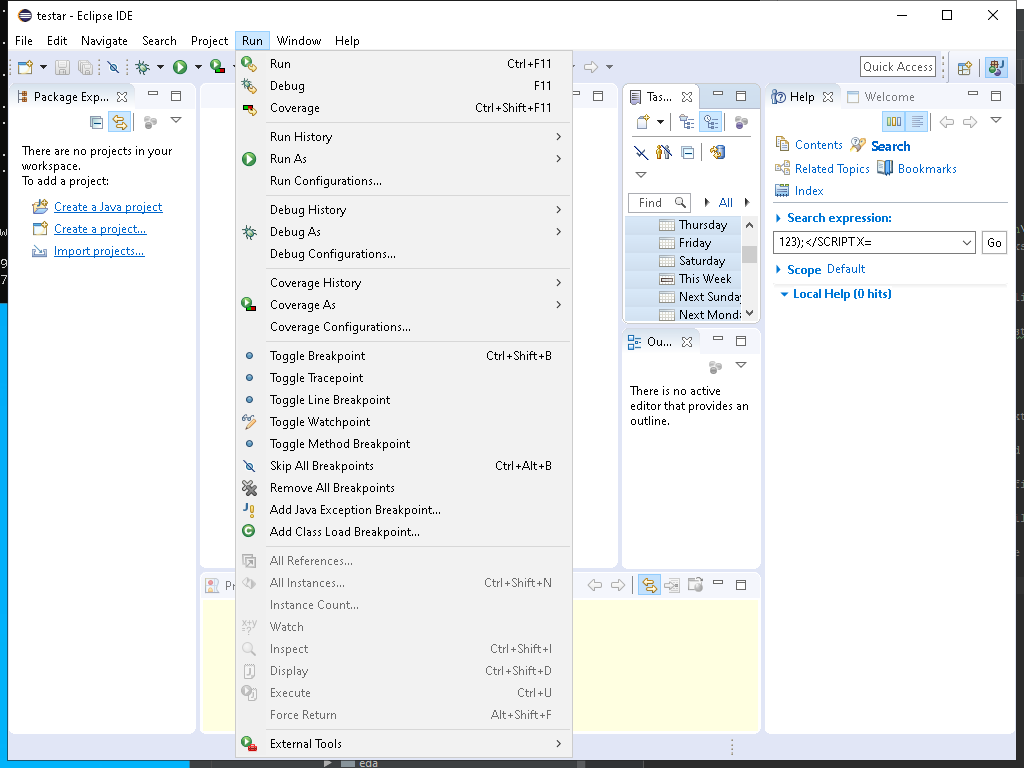 testar - Eclipse IDE
File Edit Navigate Search Project Run Window Help
Quick Access
Package Exp...
There are no projects in your
workspace.
To add a project:
Create a Java project
Create a project...
Import projects...
Run Ctrl+F11
Debug F11
Coverage Ctrl+Shift+F11
Run History
Run As
Run Configurations...
Debug History
Debug As
Debug Configurations...
Coverage History
Coverage As
Coverage Configurations...
Toggle Breakpoint Ctrl+Shift+B
Toggle Tracepoint
Toggle Line Breakpoint
Toggle Watchpoint
Toggle Method Breakpoint
Skip All Breakpoints Ctrl+Alt+B
Remove All Breakpoints
Add Java Exception Breakpoint...
Add Class Load Breakpoint...
All References...
All Instances... Ctrl+Shift+N
Instance Count...
Watch
Inspect Ctrl+Shift+I
Display Ctrl+Shift+D
Execute Ctrl+U
Force Return Alt+Shift+F
External Tools
Pr
Tas...
Find All
Thursday
Friday
Saturday
This Week
Next Sunday
Next Mond
Ou...
There is no active
editor that provides an
outline.
Help Welcome
Contents Search
Related Topics Bookmarks
Index
Search expression:
123);</SCRIPT X= Go
Scope Default
Local Help (0 hits)
eda